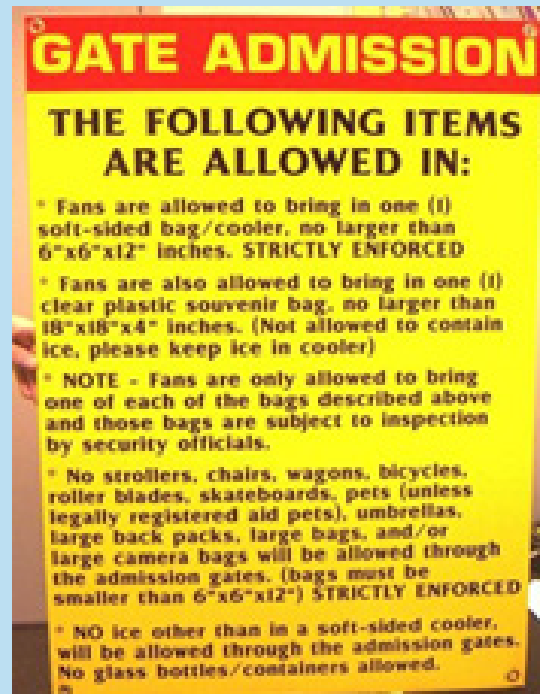 GATE ADMISSION
THE FOLLOWING ITEMS
ARE ALLOWED IN:
* Fans are allowed to bring in one (1)
soft-sided bag/cooler, no larger than
6"x6"x12" inches. STRICTLY ENFORCED
* Fans are also allowed to bring in one (1)
clear plastic souvenir bag, no larger than
18"x18"x4" inches. (Not allowed to contain
ice, please keep ice in cooler)
* NOTE - Fans are only allowed to bring
one of each of the bags described above
and those bags are subject to inspection
by security officials.
* No strollers, chairs, wagons, bicycles,
roller blades, skateboards, pets (unless
legally registered aid pets), umbrellas,
large back packs, large bags, and/or
large camera bags will be allowed through
the admission gates. (bags must be
smaller than 6"x6"x12") STRICTLY ENFORCED
* NO ice other than in a soft-sided cooler,
will be allowed through the admission gates.
No glass bottles/containers allowed.